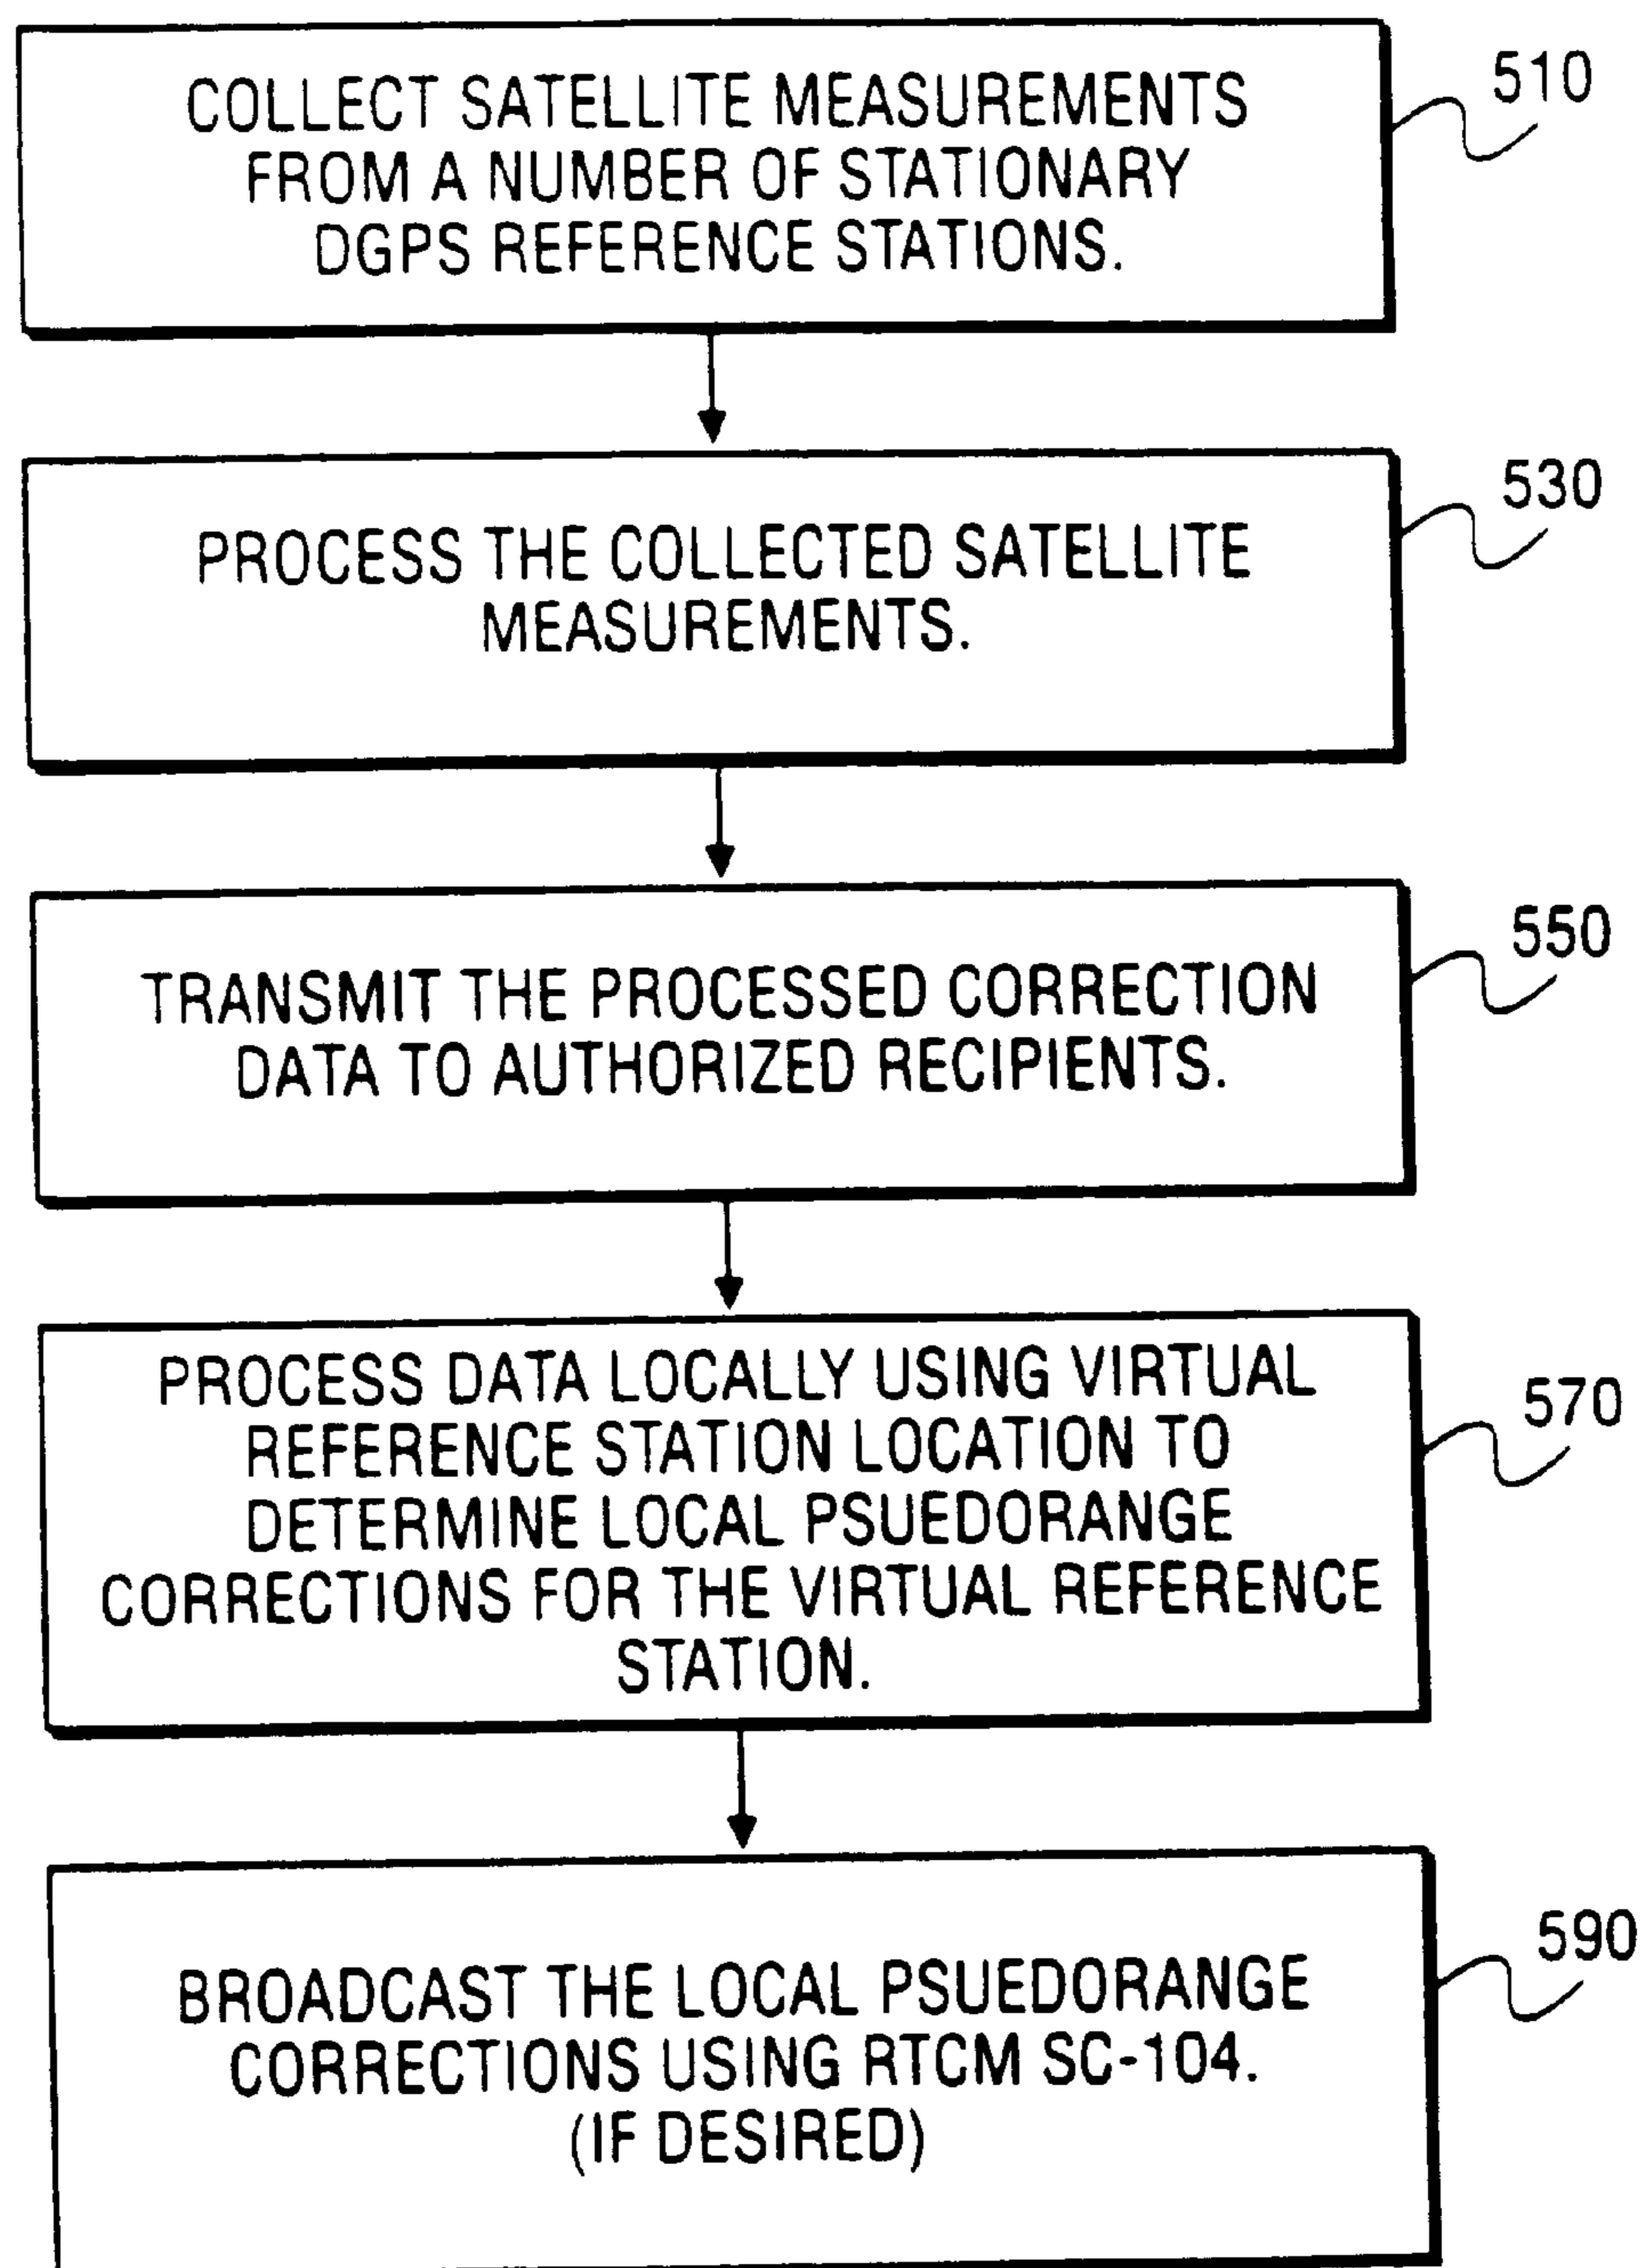 COLLECT SATELLITE MEASUREMENTS
FROM A NUMBER OF STATIONARY
DGPS REFERENCE STATIONS.
510
PROCESS THE COLLECTED SATELLITE
MEASUREMENTS.
530
TRANSMIT THE PROCESSED CORRECTION
DATA TO AUTHORIZED RECIPIENTS.
550
PROCESS DATA LOCALLY USING VIRTUAL
REFERENCE STATION LOCATION TO
DETERMINE LOCAL PSUEDORANGE
CORRECTIONS FOR THE VIRTUAL REFERENCE
STATION.
570
BROADCAST THE LOCAL PSUEDORANGE
CORRECTIONS USING RTCM SC-104.
(IF DESIRED)
590